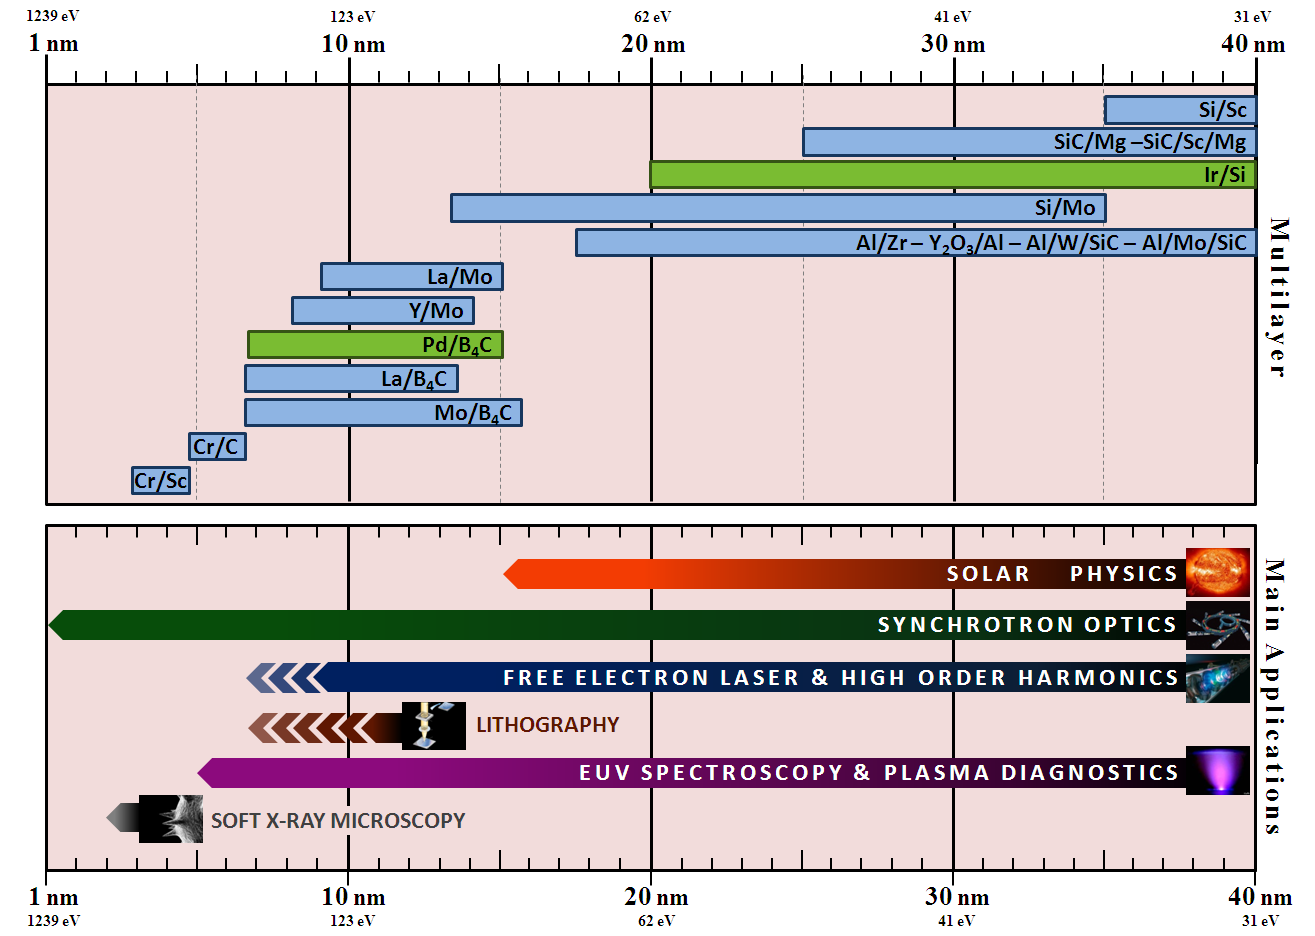 1239 eV 123 eV 62 eV 41 eV 31 eV
1 nm 10 nm 20 nm 30 nm 40 nm
Si/Sc
SiC/Mg –SiC/Sc/Mg
Ir/Si
Si/Mo
Al/Zr – Y₂O₃/Al – Al/W/SiC – Al/Mo/SiC
La/Mo
Y/Mo
Pd/B₄C
La/B₄C
Mo/B₄C
Cr/C
Cr/Sc
Multilayer
SOLAR PHYSICS
SYNCHROTRON OPTICS
FREE ELECTRON LASER & HIGH ORDER HARMONICS
LITHOGRAPHY
EUV SPECTROSCOPY & PLASMA DIAGNOSTICS
SOFT X-RAY MICROSCOPY
Main Applications
1 nm 10 nm 20 nm 30 nm 40 nm
1239 eV 123 eV 62 eV 41 eV 31 eV